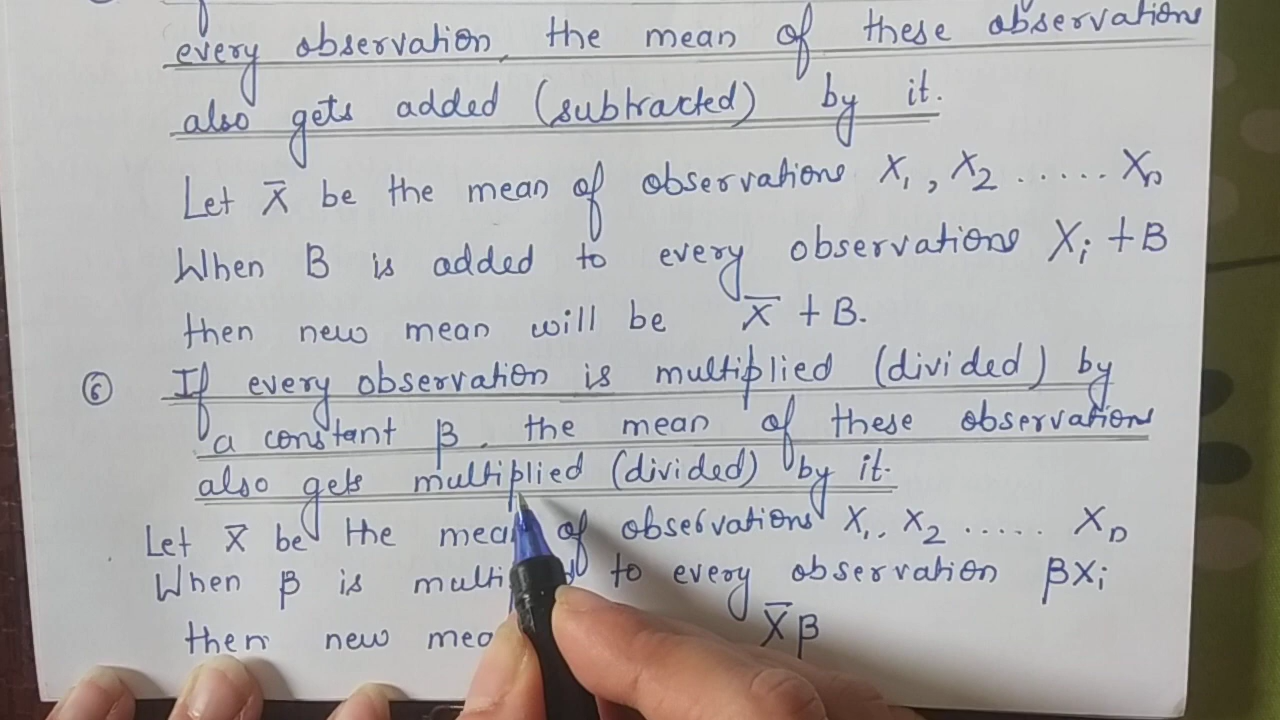 every observation, the mean of these observations
also gets added (subtracted) by it.
Let X̄ be the mean of observations X₁, X₂ ...... Xₙ
When B is added to every observations Xᵢ + B
then new mean will be X̄ + B.
⑥ If every observation is multiplied (divided) by
a constant β, the mean of these observations
also gets multiplied (divided) by it.
Let X̄ be the mean of observations X₁, X₂ ...... Xₙ
When β is to every observation βXᵢ
then new X̄β